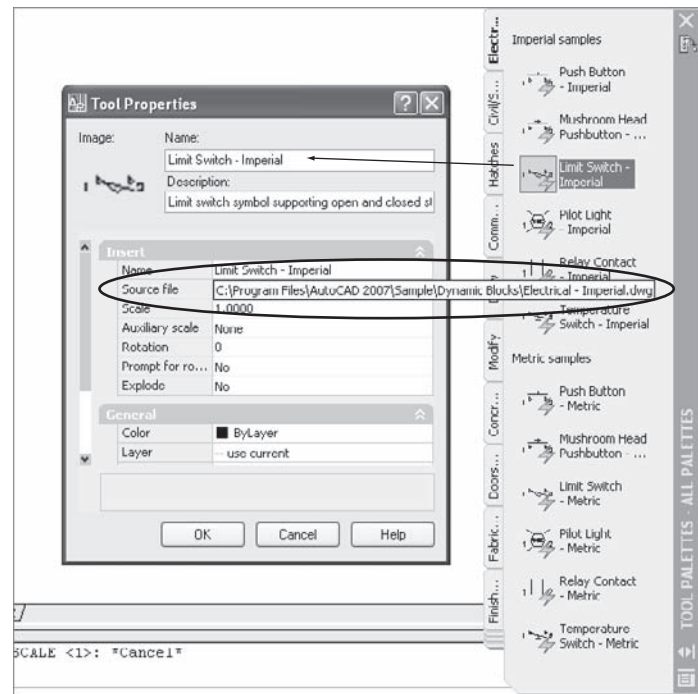 Tool Properties
Image:
Name:
Limit Switch - Imperial
Description:
Limit switch symbol supporting open and closed st
Insert
Name Limit Switch - Imperial
Source file C:\Program Files\AutoCAD 2007\Sample\Dynamic Blocks\Electrical - Imperial.dwg
Scale 1.0000
Auxiliary scale None
Rotation 0
Prompt for ro... No
Explode No
General
Color ByLayer
Layer use current
OK
Cancel
Help
SCALE <1>: *Cancel*
Electr...
Civil/S...
Hatches
Comm...
Modify
Concr...
Doors...
Fabric...
Finish...
Imperial samples
Push Button
- Imperial
Mushroom Head
Pushbutton - ...
Limit Switch -
Imperial
Pilot Light
- Imperial
Relay Contact
- Imperial
Temperature
Switch - Imperial
Metric samples
Push Button
- Metric
Mushroom Head
Pushbutton - ...
Limit Switch
- Metric
Pilot Light
- Metric
Relay Contact
- Metric
Temperature
Switch - Metric
TOOL PALETTES - ALL PALETTES